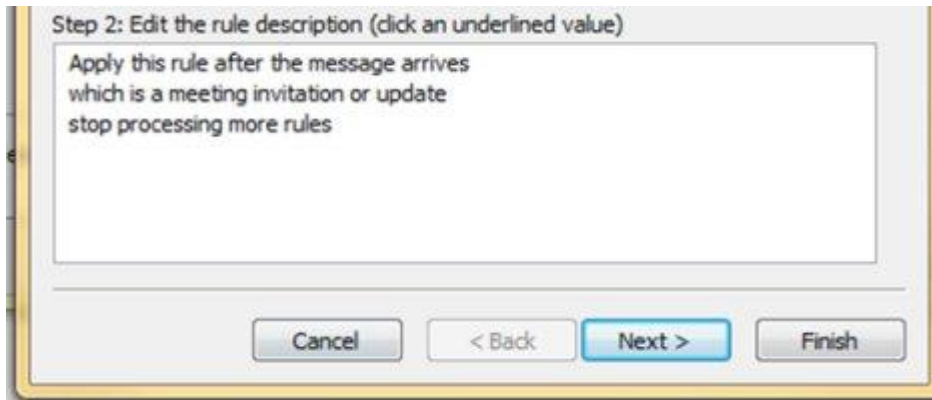 Step 2: Edit the rule description (click an underlined value)
Apply this rule after the message arrives
which is a meeting invitation or update
stop processing more rules
Cancel
< Back
Next >
Finish